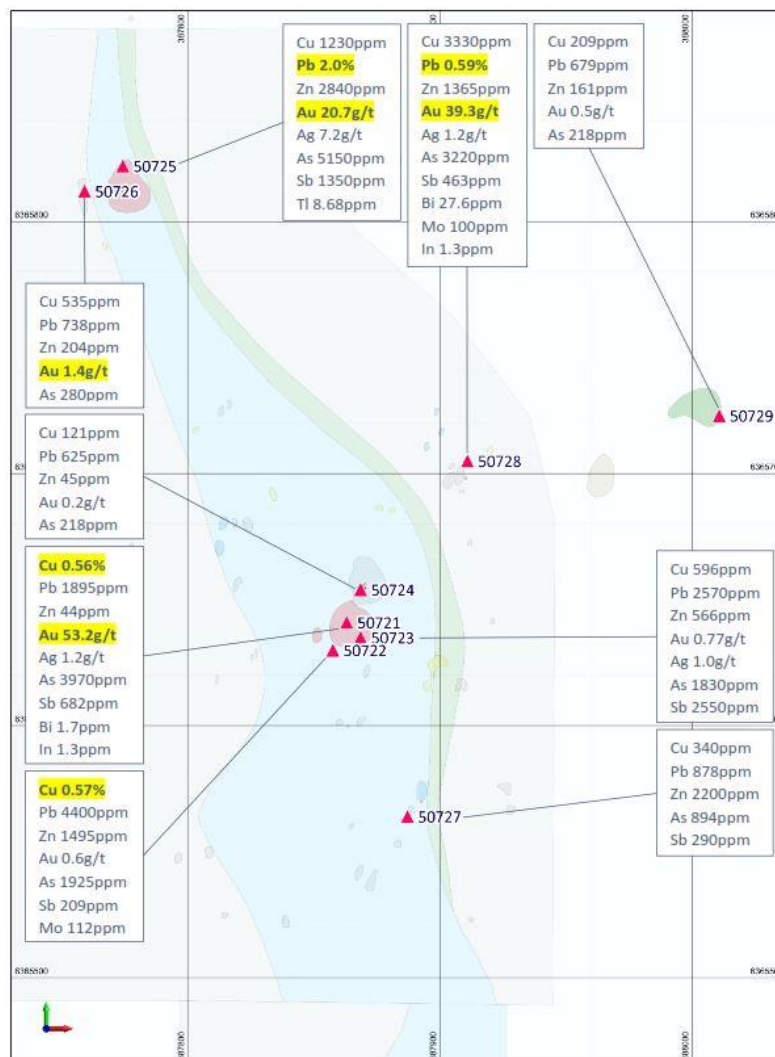 387800
387900
388000
Cu 1230ppm
Pb 2.0%
Zn 2840ppm
Au 20.7g/t
Ag 7.2g/t
As 5150ppm
Sb 1350ppm
Tl 8.68ppm
Cu 3330ppm
Pb 0.59%
Zn 1365ppm
Au 39.3g/t
Ag 1.2g/t
As 3220ppm
Sb 463ppm
Bi 27.6ppm
Mo 100ppm
In 1.3ppm
Cu 209ppm
Pb 679ppm
Zn 161ppm
Au 0.5g/t
As 218ppm
50725
50726
6365800
Cu 535ppm
Pb 738ppm
Zn 204ppm
Au 1.4g/t
As 280ppm
50729
Cu 121ppm
Pb 625ppm
Zn 45ppm
Au 0.2g/t
As 218ppm
50728
50724
50721
50723
50722
Cu 0.56%
Pb 1895ppm
Zn 44ppm
Au 53.2g/t
Ag 1.2g/t
As 3970ppm
Sb 682ppm
Bi 1.7ppm
In 1.3ppm
Cu 596ppm
Pb 2570ppm
Zn 566ppm
Au 0.77g/t
Ag 1.0g/t
As 1830ppm
Sb 2550ppm
Cu 340ppm
Pb 878ppm
Zn 2200ppm
As 894ppm
Sb 290ppm
Cu 0.57%
Pb 4400ppm
Zn 1495ppm
Au 0.6g/t
As 1925ppm
Sb 209ppm
Mo 112ppm
50727
6365500